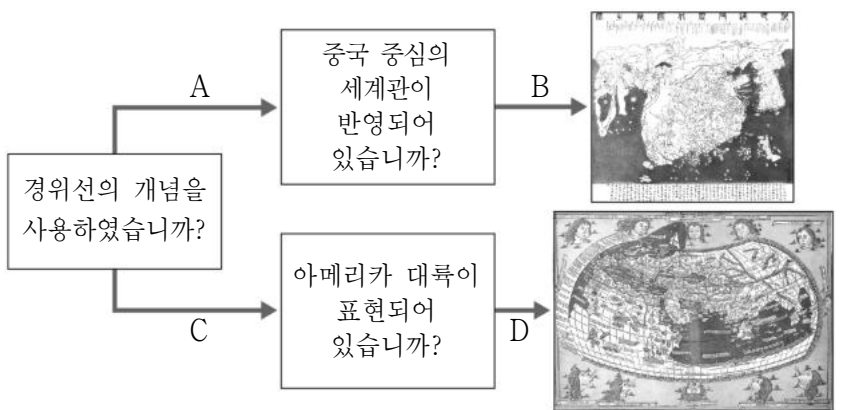 경위선의 개념을
사용하였습니까?
A
중국 중심의
세계관이
반영되어
있습니까?
B
C
아메리카 대륙이
표현되어
있습니까?
D